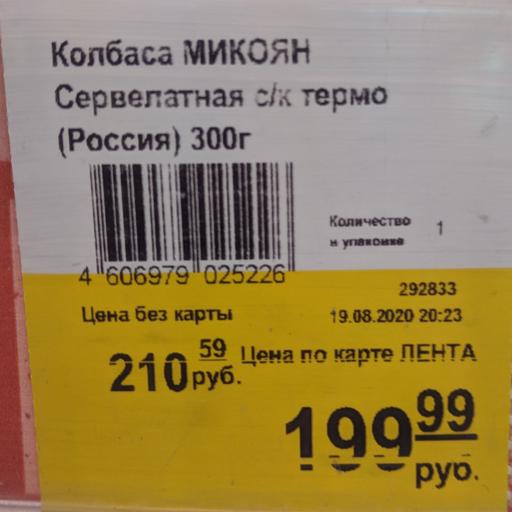 Колбаса МИКОЯН
Сервелатная с/к термо
(Россия) 300г
Количество
в упаковке 1
4 606979 025226
292833
Цена без карты 19.08.2020 20:23
210 59 руб. Цена по карте ЛЕНТА
199 99 руб.